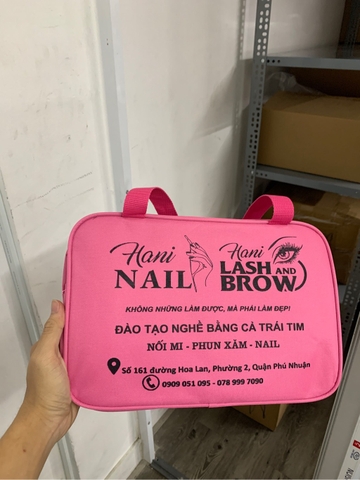 Hani
NAIL
Hani
LASH AND
BROW
KHÔNG NHỮNG LÀM ĐƯỢC, MÀ PHẢI LÀM ĐẸP!
ĐÀO TẠO NGHỀ BẰNG CẢ TRÁI TIM
NỐI MI - PHUN XĂM - NAIL
Số 161 đường Hoa Lan, Phường 2, Quận Phú Nhuận
0909 051 095 - 078 999 7090